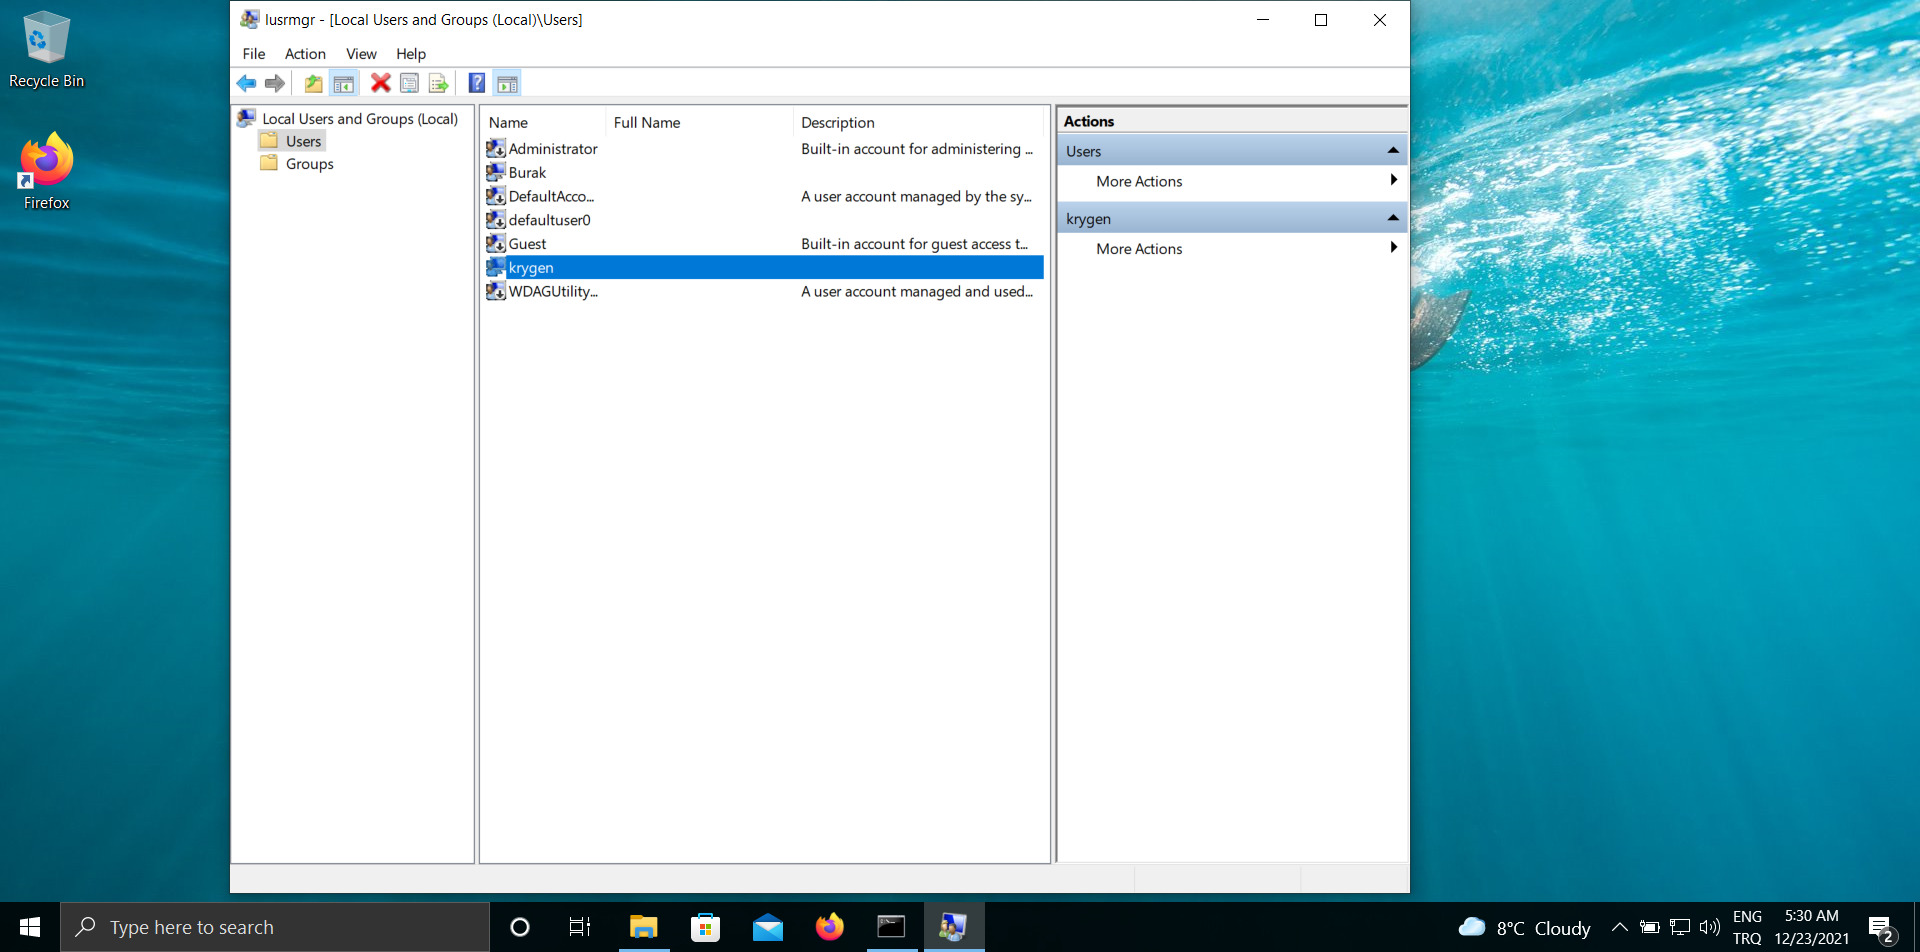 lusrmgr - [Local Users and Groups (Local)\Users]
File Action View Help
Recycle Bin
Firefox
Local Users and Groups (Local)
Users
Groups
Name Full Name Description
Administrator Built-in account for administering ...
Burak
DefaultAcco... A user account managed by the sy...
defaultuser0
Guest Built-in account for guest access t...
krygen
WDAGUtility... A user account managed and used...
Actions
Users
More Actions
krygen
More Actions
Type here to search
8°C Cloudy
ENG
TRQ
5:30 AM
12/23/2021
2